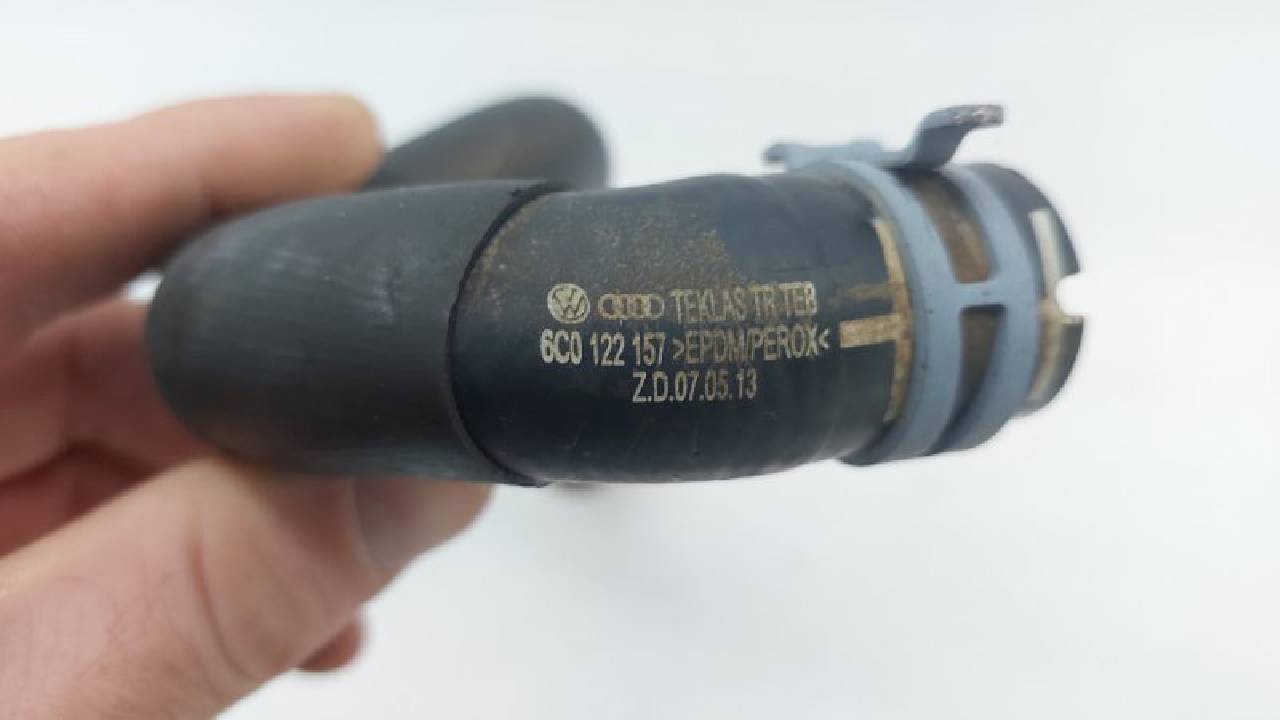 TEKLAS TR TEB
6C0 122 157 >EPDM/PEROX<
Z.D.07.05.13